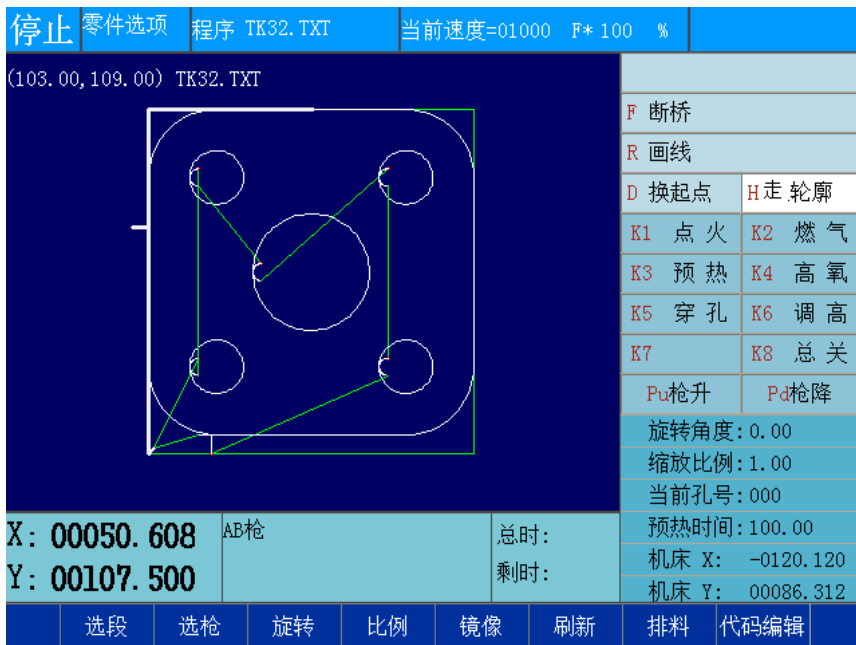 停止 零件选项 程序 TK32.TXT 当前速度=01000 F*100 %
(103.00,109.00) TK32.TXT
F 断桥
R 画线
D 换起点 H走.轮廓
K1 点火 K2 燃气
K3 预热 K4 高氧
K5 穿孔 K6 调高
K7 K8 总关
Pu枪升 Pd枪降
旋转角度:0.00
缩放比例:1.00
当前孔号:000
预热时间:100.00
机床 X: -0120.120
机床 Y: 00086.312
X: 00050.608 AB枪 总时:
Y: 00107.500 剩时:
选段 选枪 旋转 比例 镜像 刷新 排料 代码编辑